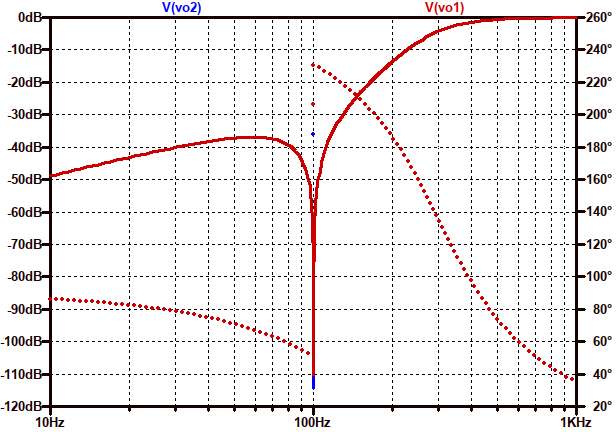 V(vo2) V(vo1)
0dB 260°
-10dB 240°
-20dB 220°
-30dB 200°
-40dB 180°
-50dB 160°
-60dB 140°
-70dB 120°
-80dB 100°
-90dB 80°
-100dB 60°
-110dB 40°
-120dB 20°
10Hz 100Hz 1KHz